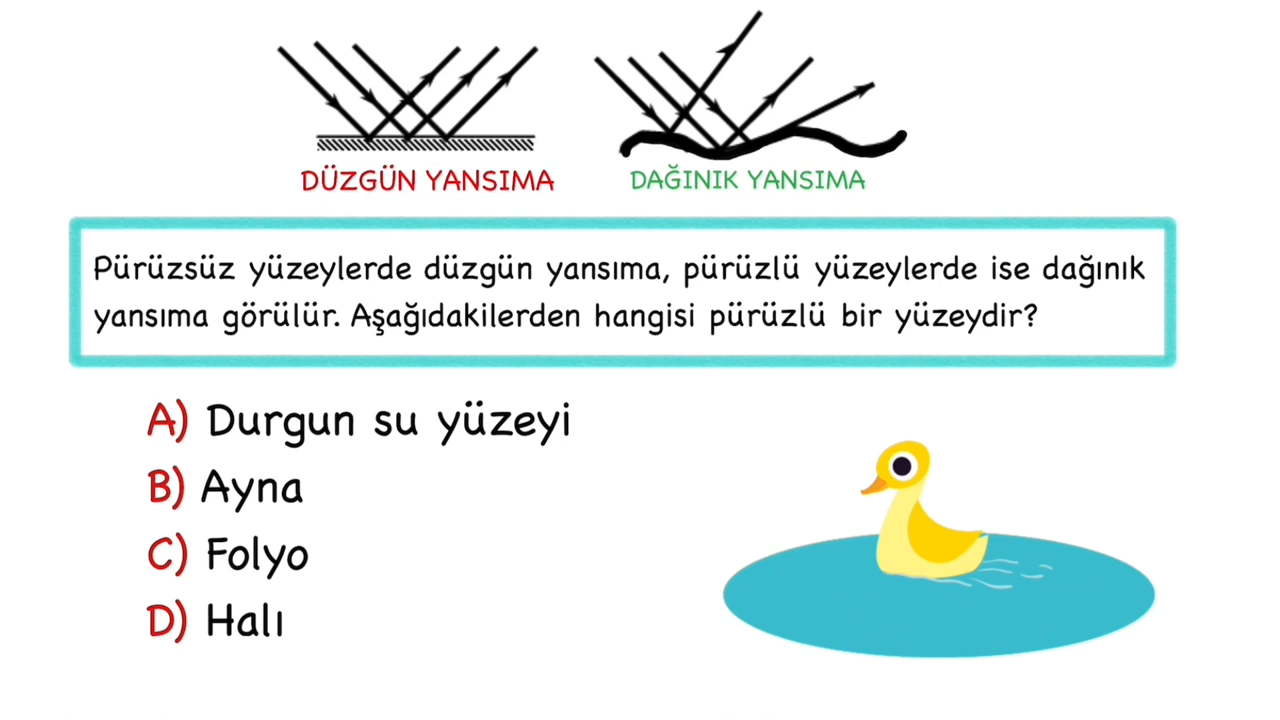 DÜZGÜN YANSIMA
DAĞINIK YANSIMA
Pürüzsüz yüzeylerde düzgün yansıma, pürüzlü yüzeylerde ise dağınık
yansıma görülür. Aşağıdakilerden hangisi pürüzlü bir yüzeydir?
A) Durgun su yüzeyi
B) Ayna
C) Folyo
D) Halı